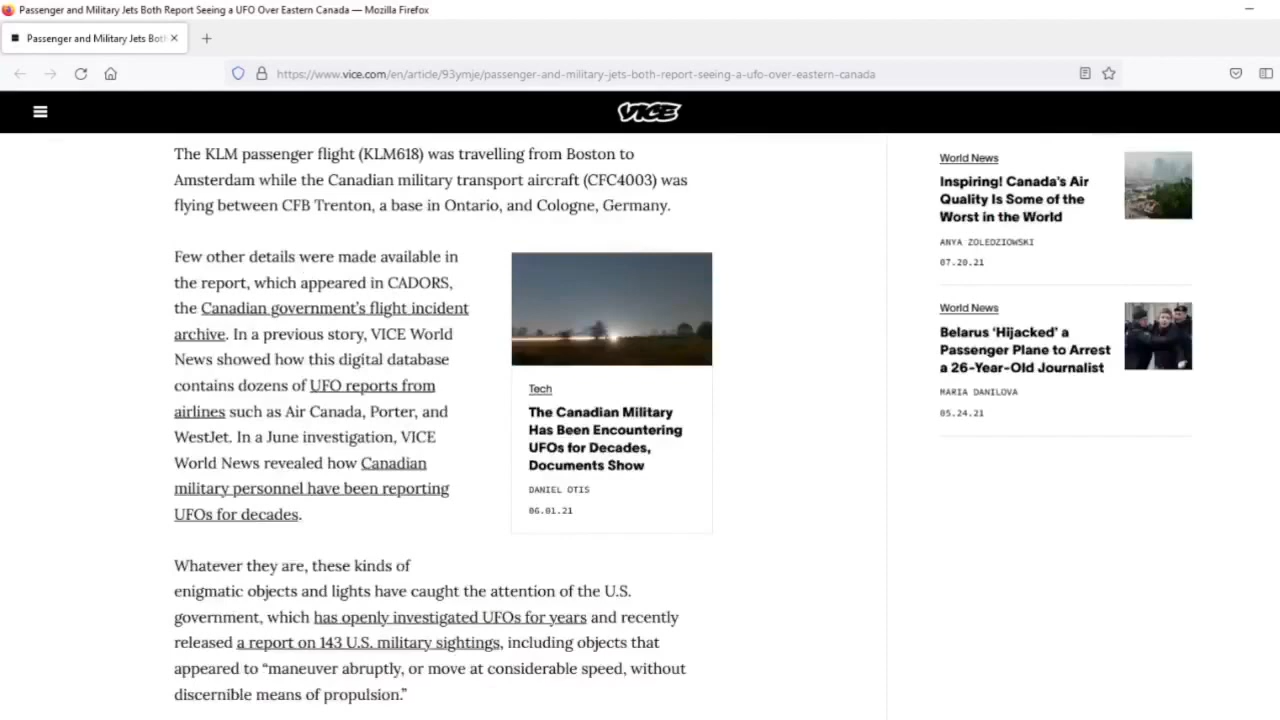 Passenger and Military Jets Both Report Seeing a UFO Over Eastern Canada — Mozilla Firefox
Passenger and Military Jets Bot
https://www.vice.com/en/article/93ymje/passenger-and-military-jets-both-report-seeing-a-ufo-over-eastern-canada
VICE
The KLM passenger flight (KLM618) was travelling from Boston to
Amsterdam while the Canadian military transport aircraft (CFC4003) was
flying between CFB Trenton, a base in Ontario, and Cologne, Germany.
Few other details were made available in
the report, which appeared in CADORS,
the Canadian government's flight incident
archive. In a previous story, VICE World
News showed how this digital database
contains dozens of UFO reports from
airlines such as Air Canada, Porter, and
WestJet. In a June investigation, VICE
World News revealed how Canadian
military personnel have been reporting
UFOs for decades.
Tech
The Canadian Military
Has Been Encountering
UFOs for Decades,
Documents Show
DANIEL OTIS
06.01.21
Whatever they are, these kinds of
enigmatic objects and lights have caught the attention of the U.S.
government, which has openly investigated UFOs for years and recently
released a report on 143 U.S. military sightings, including objects that
appeared to “maneuver abruptly, or move at considerable speed, without
discernible means of propulsion.”
World News
Inspiring! Canada's Air
Quality Is Some of the
Worst in the World
ANYA ZOLEDZIOWSKI
07.20.21
World News
Belarus ‘Hijacked’ a
Passenger Plane to Arrest
a 26-Year-Old Journalist
MARIA DANILOVA
05.24.21